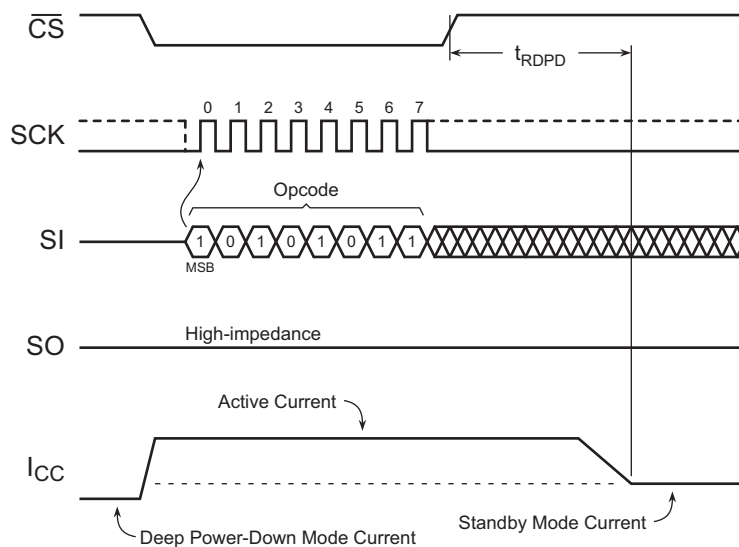 CS
tRDPD
0 1 2 3 4 5 6 7
SCK
Opcode
SI
1 0 1 0 1 0 1 1
MSB
High-impedance
SO
Active Current
ICC
Standby Mode Current
Deep Power-Down Mode Current